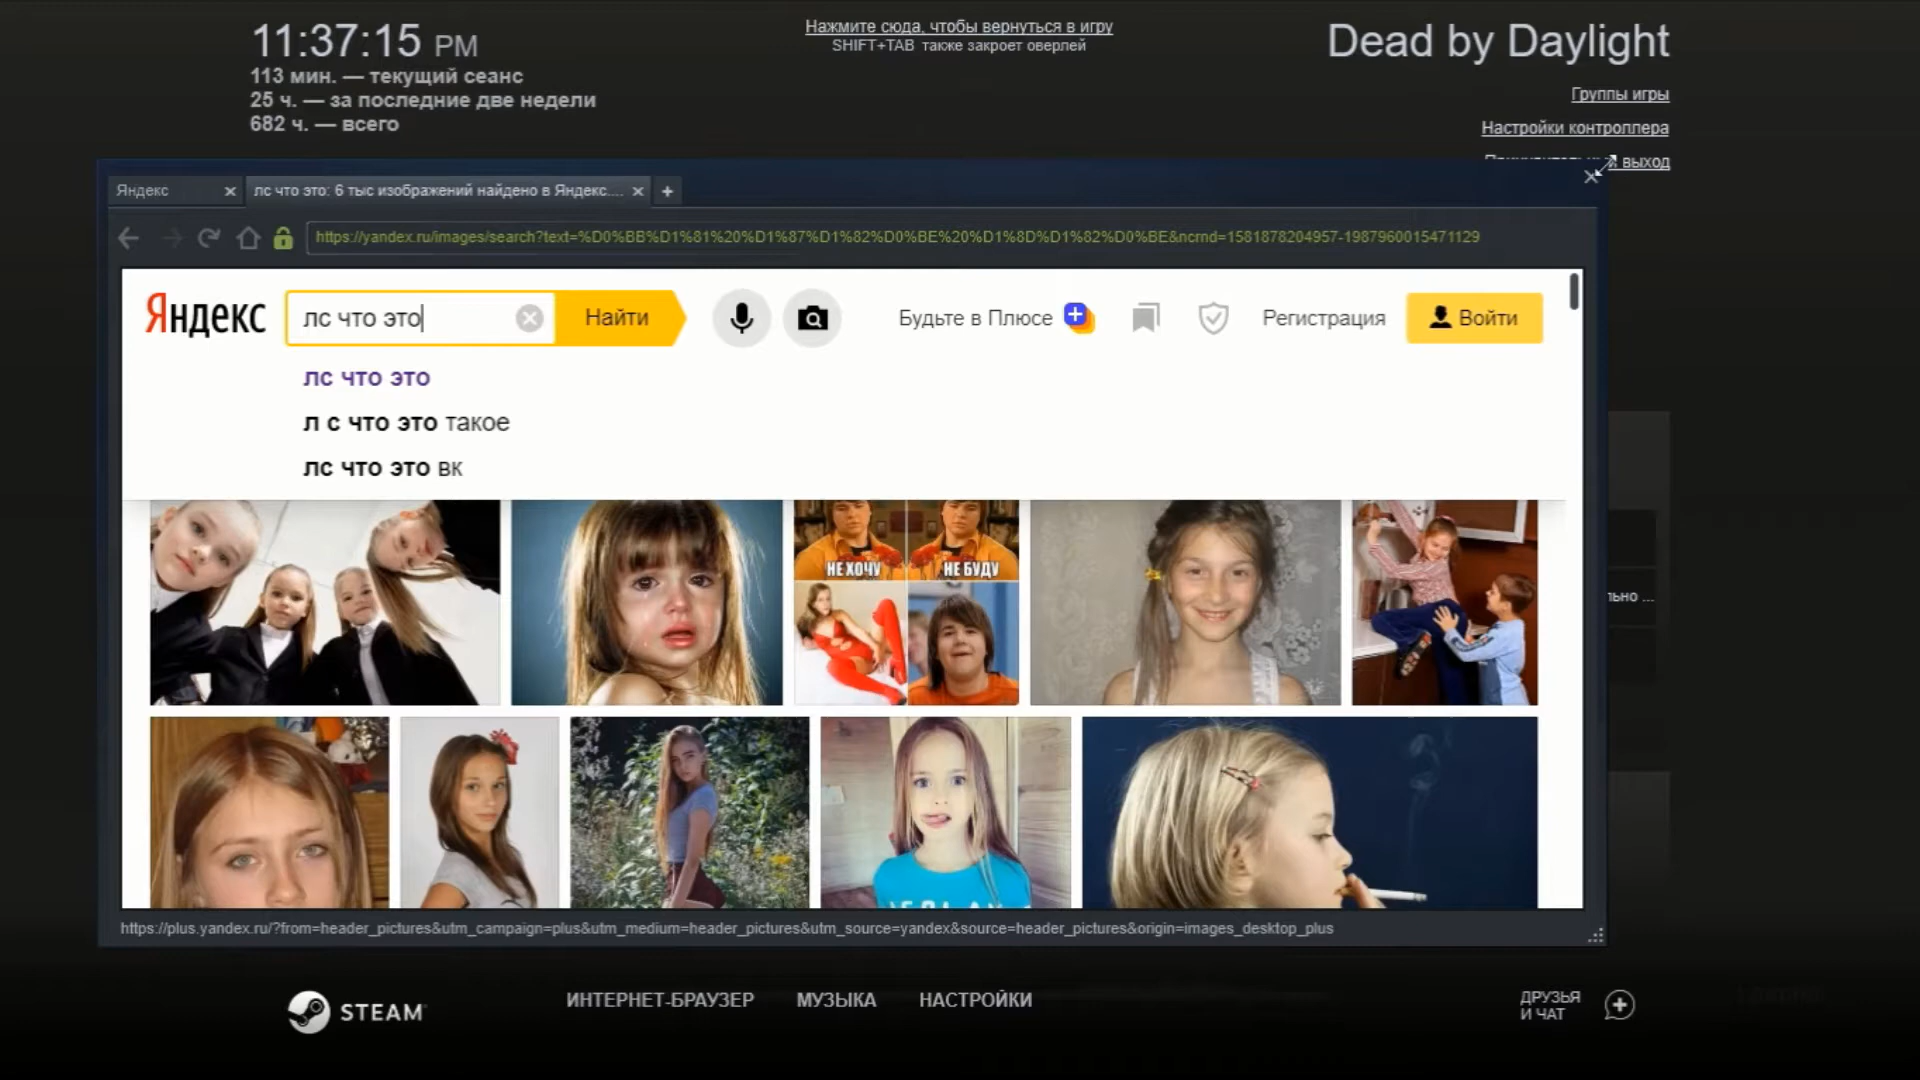 11:37:15 PM
113 мин. — текущий сеанс
25 ч. — за последние две недели
682 ч. — всего
Нажмите сюда, чтобы вернуться в игру
SHIFT+TAB также закроет оверлей
Dead by Daylight
Группы игры
Настройки контроллера
выход
Яндекс
лс что это: 6 тыс изображений найдено в Яндекс....
https://yandex.ru/images/search?text=%D0%BB%D1%81%20%D1%87%D1%82%D0%BE%20%D1%8D%D1%82%D0%BE&ncrnd=1581878204957-1987960015471129
Яндекс
лс что это
Найти
Будьте в Плюсе
Регистрация
Войти
лс что это
л с что это такое
лс что это вк
НЕ ХОЧУ
НЕ БУДУ
льно ...
https://plus.yandex.ru/?from=header_pictures&utm_campaign=plus&utm_medium=header_pictures&utm_source=yandex&source=header_pictures&origin=images_desktop_plus
STEAM
ИНТЕРНЕТ-БРАУЗЕР
МУЗЫКА
НАСТРОЙКИ
ДРУЗЬЯ
И ЧАТ